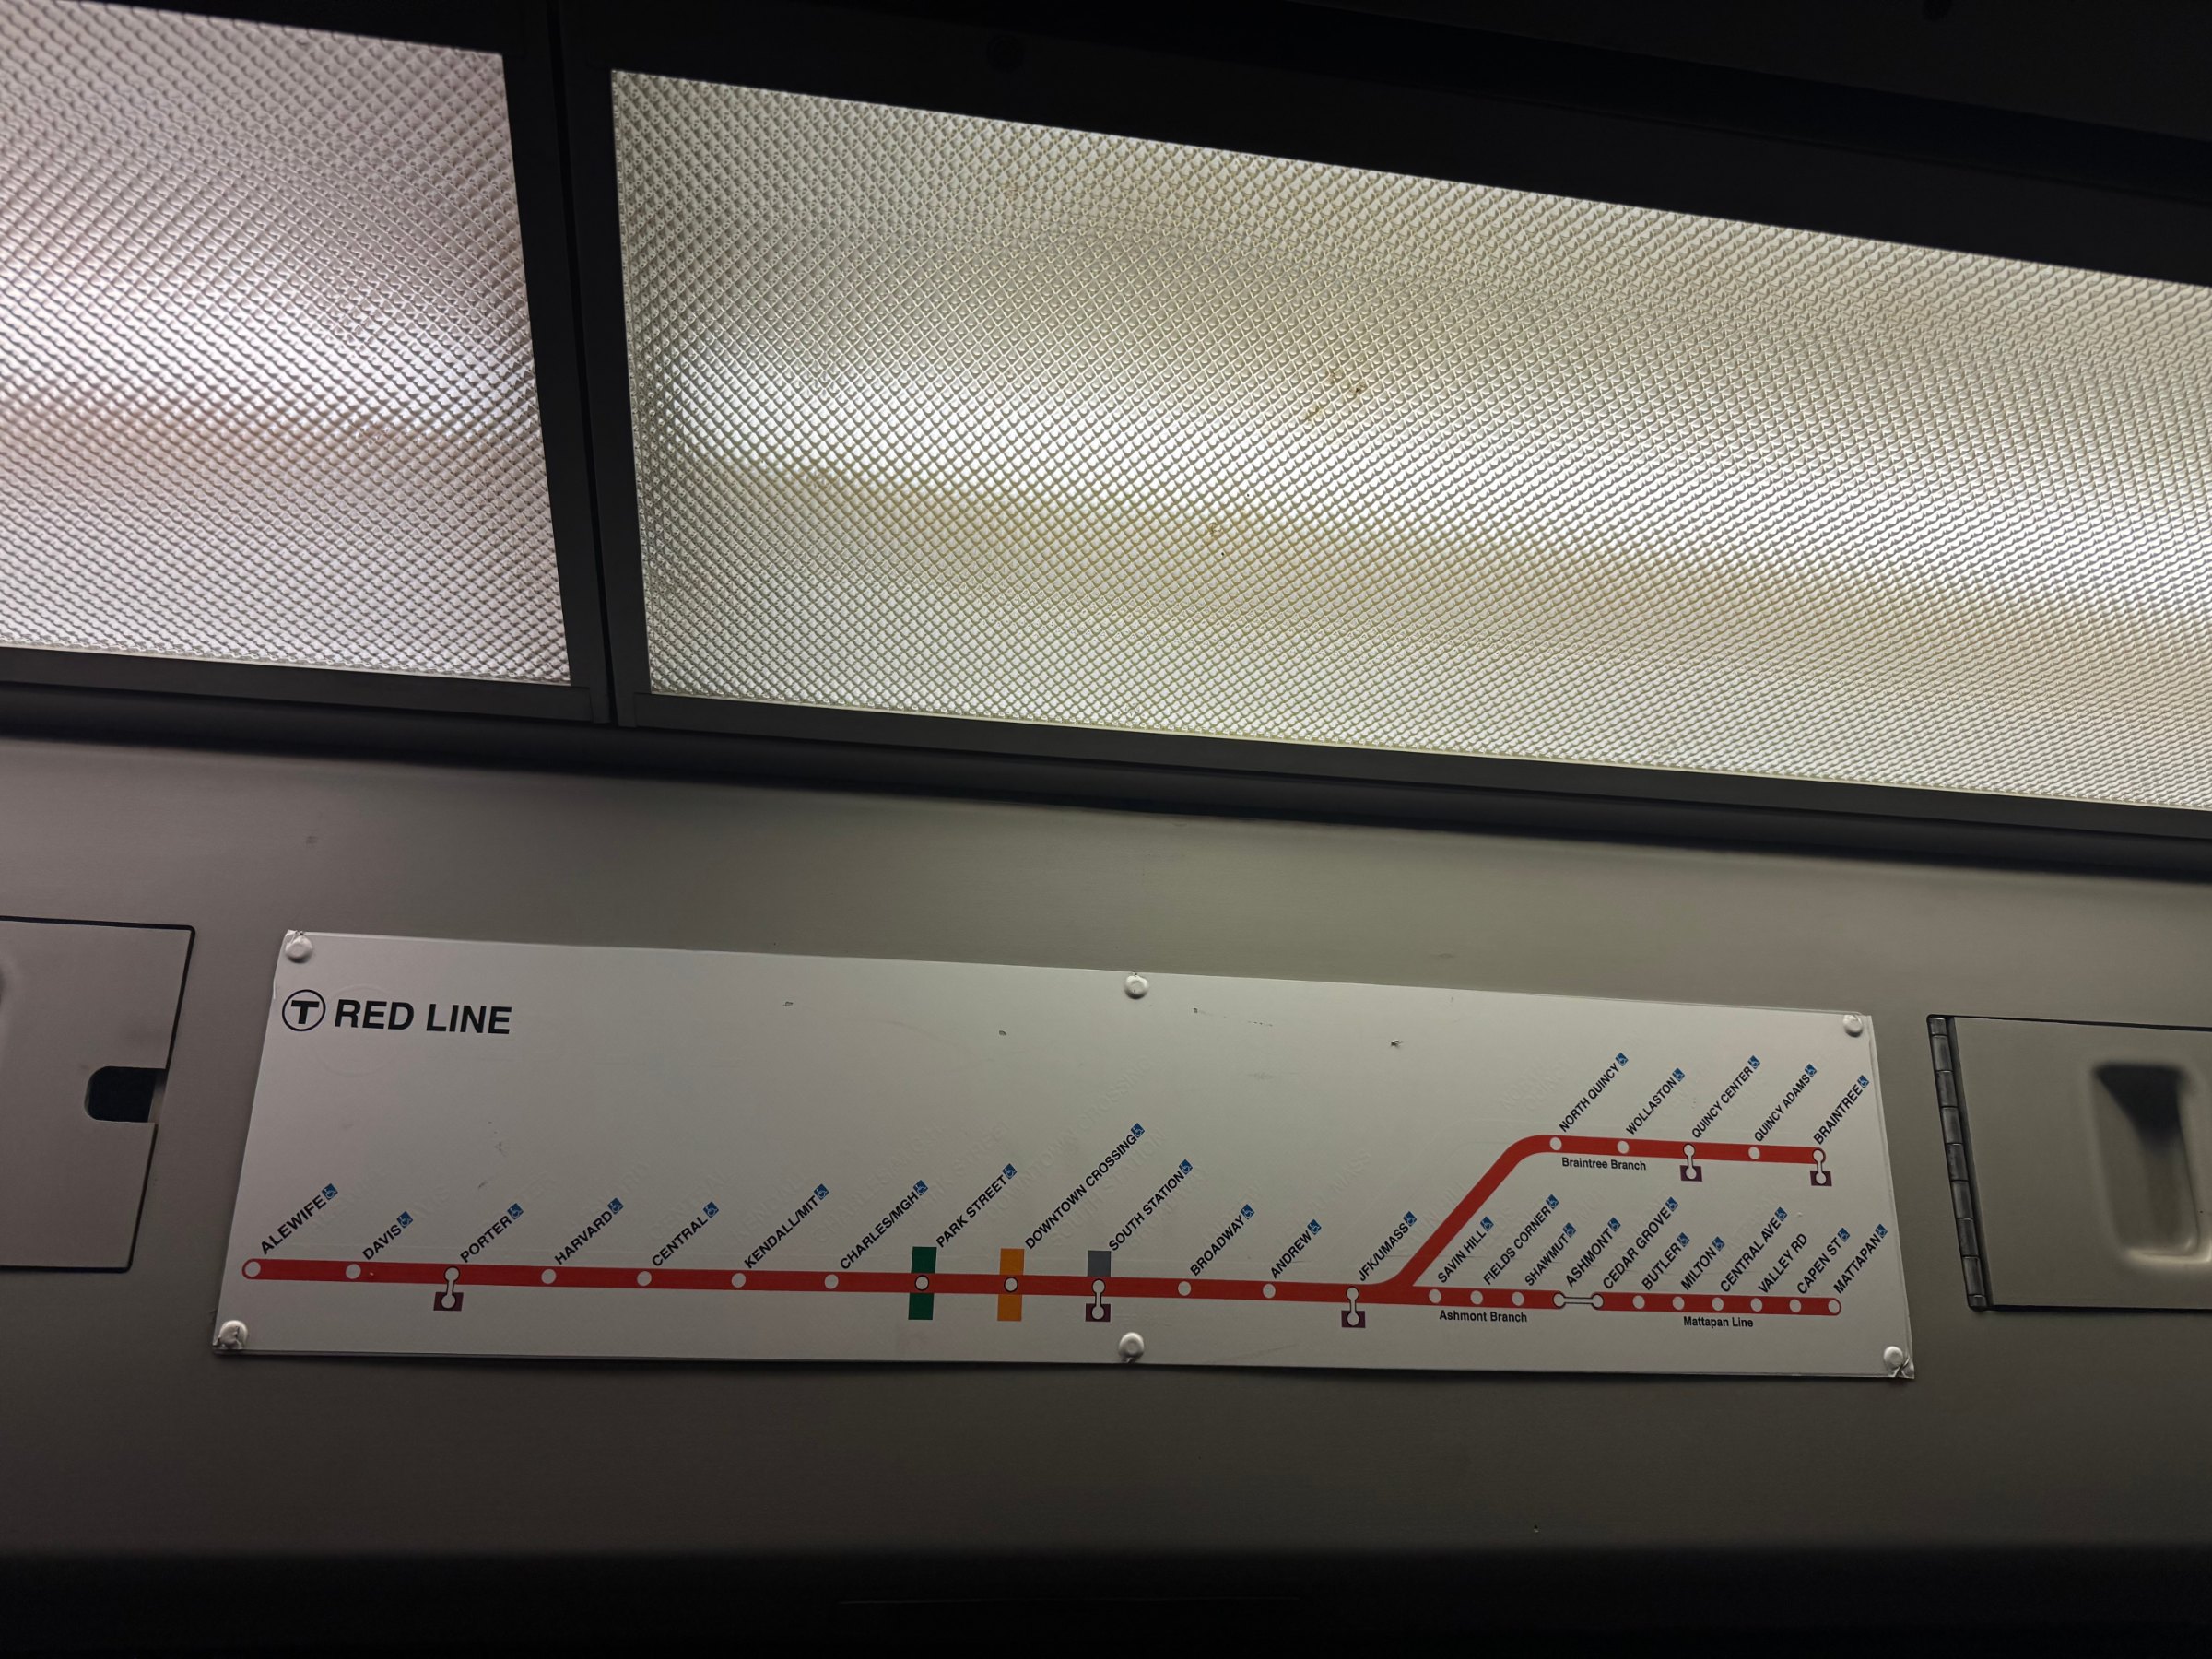 T RED LINE
ALEWIFE
DAVIS
PORTER
HARVARD
CENTRAL
KENDALL/MIT
CHARLES/MGH
PARK STREET
DOWNTOWN CROSSING
SOUTH STATION
BROADWAY
ANDREW
JFK/UMASS
NORTH QUINCY
WOLLASTON
QUINCY CENTER
QUINCY ADAMS
BRAINTREE
Braintree Branch
SAVIN HILL
FIELDS CORNER
SHAWMUT
ASHMONT
CEDAR GROVE
BUTLER
MILTON
CENTRAL AVE
VALLEY RD
CAPEN ST
MATTAPAN
Ashmont Branch
Mattapan Line